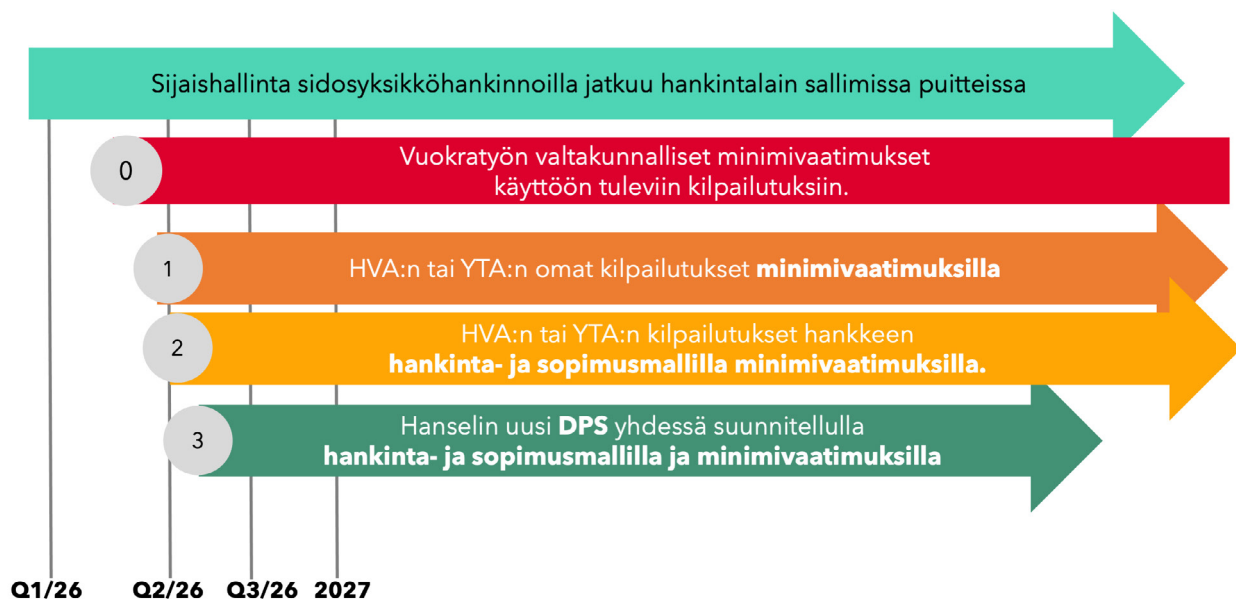 Sijaishallinta sidosyksikköhankinnoilla jatkuu hankintalain sallimissa puitteissa
0
Vuokratyön valtakunnalliset minimivaatimukset
käyttöön tuleviin kilpailutuksiin.
1
HVA:n tai YTA:n omat kilpailutukset minimivaatimuksilla
2
HVA:n tai YTA:n kilpailutukset hankkeen
hankinta- ja sopimusmallilla minimivaatimuksilla.
3
Hanselin uusi DPS yhdessä suunnitellulla
hankinta- ja sopimusmallilla ja minimivaatimuksilla
Q1/26 Q2/26 Q3/26 2027